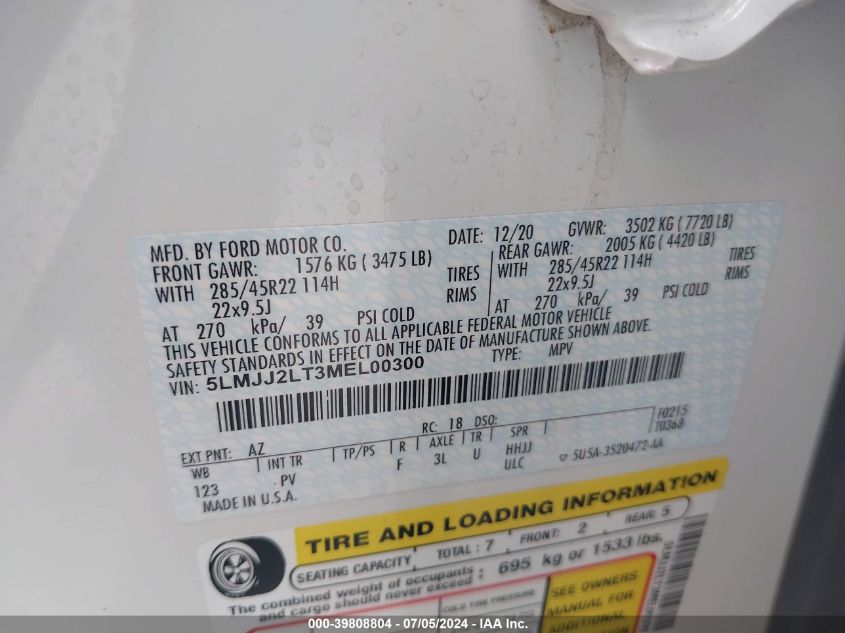 MFD. BY FORD MOTOR CO. DATE: 12/20 GVWR: 3502 KG ( 7720 LB)
FRONT GAWR: 1576 KG ( 3475 LB) REAR GAWR: 2005 KG ( 4420 LB)
WITH 285/45R22 114H TIRES WITH 285/45R22 114H TIRES
22x9.5J RIMS 22x9.5J RIMS
AT 270 kPa/ 39 PSI COLD AT 270 kPa/ 39 PSI COLD
THIS VEHICLE CONFORMS TO ALL APPLICABLE FEDERAL MOTOR VEHICLE
SAFETY STANDARDS IN EFFECT ON THE DATE OF MANUFACTURE SHOWN ABOVE.
VIN: 5LMJJ2LT3MEL00300 TYPE: MPV
EXT PNT: AZ RC: 18 DSO: F0215
WB INT TR TP/PS R AXLE TR SPR T0368
123 PV F 3L U HHJJ
ULC 5U5A-3520472-AA
MADE IN U.S.A.
TIRE AND LOADING INFORMATION
SEATING CAPACITY TOTAL: 7 FRONT: 2 REAR: 5
The combined weight of occupants
and cargo should never exceed : 695 kg or 1533 lbs.
COLD TIRE PRESSURE
SEE OWNERS
MANUAL FOR
ADDITIONAL
000-39808804 - 07/05/2024 - IAA Inc.